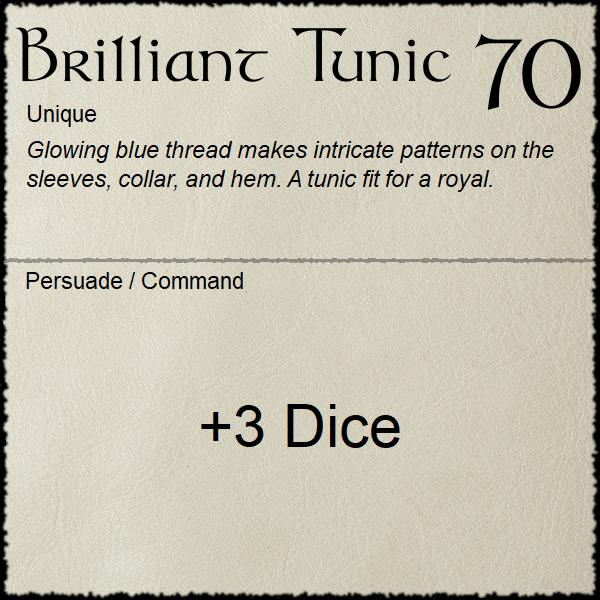 Brilliant Tunic 70
Unique
Glowing blue thread makes intricate patterns on the
sleeves, collar, and hem. A tunic fit for a royal.
Persuade / Command
+3 Dice